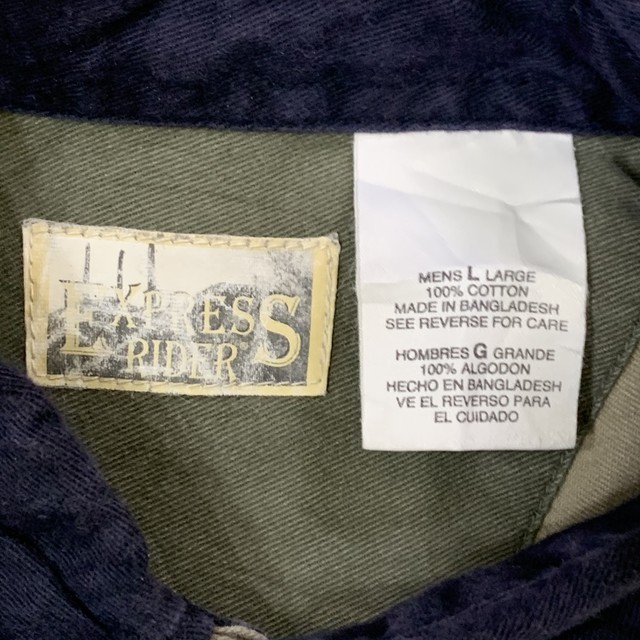 EXPRESS
RIDER
MENS L LARGE
100% COTTON
MADE IN BANGLADESH
SEE REVERSE FOR CARE
HOMBRES G GRANDE
100% ALGODON
HECHO EN BANGLADESH
VE EL REVERSO PARA
EL CUIDADO